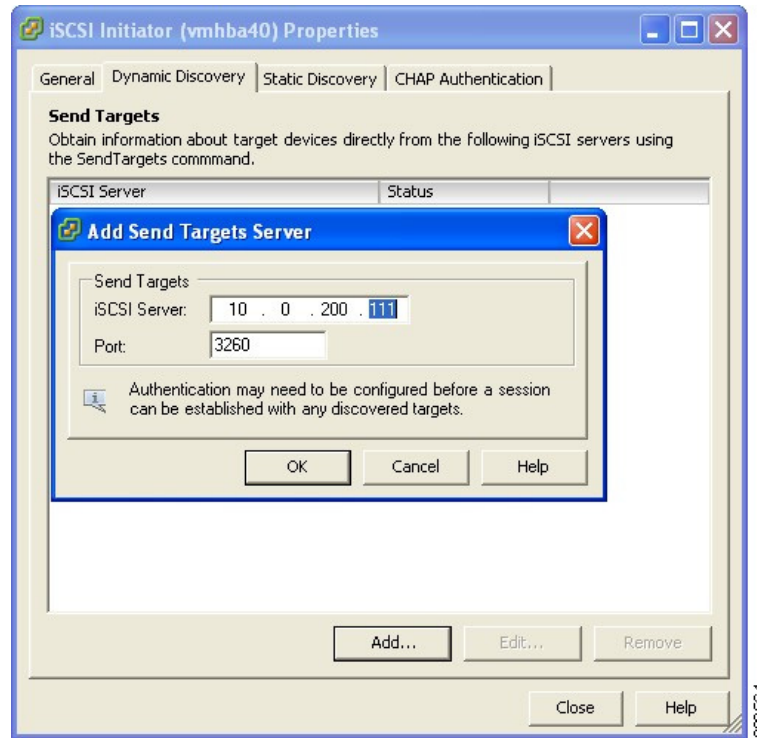 iSCSI Initiator (vmhba40) Properties
General Dynamic Discovery Static Discovery CHAP Authentication
Send Targets
Obtain information about target devices directly from the following iSCSI servers using
the SendTargets commmand.
iSCSI Server Status
Add Send Targets Server
Send Targets
iSCSI Server: 10 . 0 . 200 . 111
Port: 3260
Authentication may need to be configured before a session
can be established with any discovered targets.
OK Cancel Help
Add... Edit... Remove
Close Help